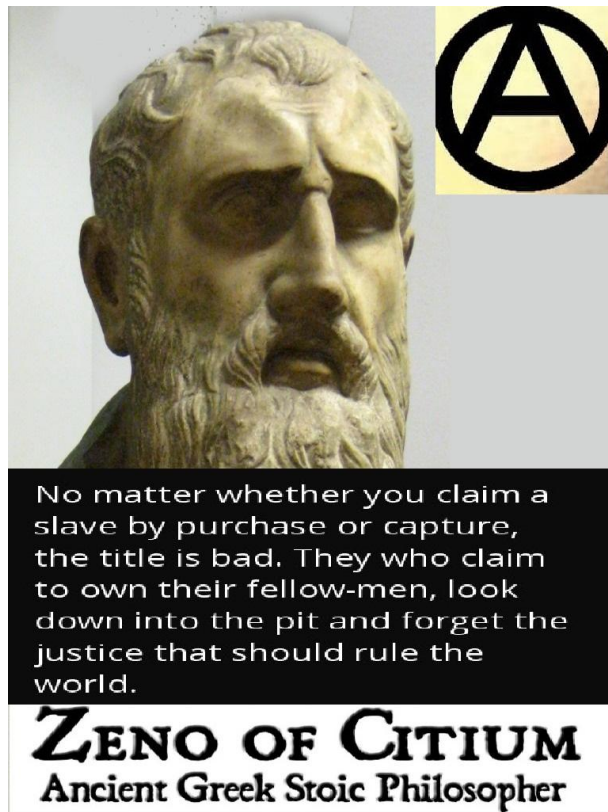 A
No matter whether you claim a
slave by purchase or capture,
the title is bad. They who claim
to own their fellow-men, look
down into the pit and forget the
justice that should rule the
world.
ZENO OF CITIUM
Ancient Greek Stoic Philosopher